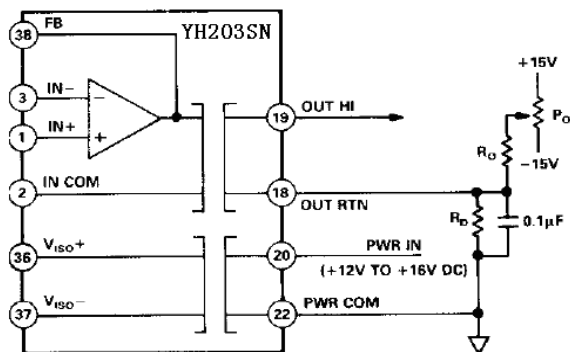 38 FB YH203SN
3 IN−
1 IN+
2 IN COM
36 VISO+
37 VISO−
19 OUT HI
18 OUT RTN
20 PWR IN
(+12V TO +16V DC)
22 PWR COM
+15V
PO
RO
−15V
RD
0.1μF